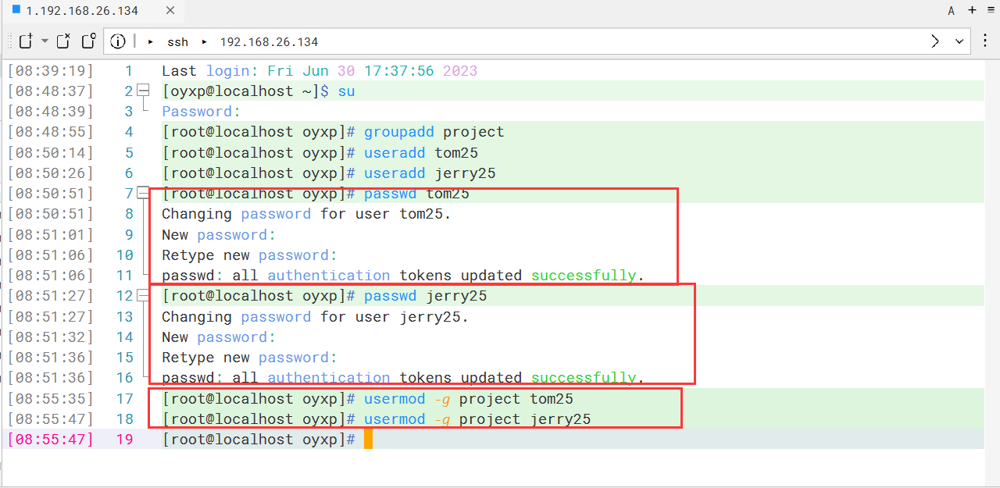 1.192.168.26.134
A
ssh 192.168.26.134
[08:39:19] 1 Last login: Fri Jun 30 17:37:56 2023
[08:48:37] 2 [oyxp@localhost ~]$ su
[08:48:39] 3 Password:
[08:48:55] 4 [root@localhost oyxp]# groupadd project
[08:50:14] 5 [root@localhost oyxp]# useradd tom25
[08:50:26] 6 [root@localhost oyxp]# useradd jerry25
[08:50:51] 7 [root@localhost oyxp]# passwd tom25
[08:50:51] 8 Changing password for user tom25.
[08:51:01] 9 New password:
[08:51:06] 10 Retype new password:
[08:51:06] 11 passwd: all authentication tokens updated successfully.
[08:51:27] 12 [root@localhost oyxp]# passwd jerry25
[08:51:27] 13 Changing password for user jerry25.
[08:51:32] 14 New password:
[08:51:36] 15 Retype new password:
[08:51:36] 16 passwd: all authentication tokens updated successfully.
[08:55:35] 17 [root@localhost oyxp]# usermod -g project tom25
[08:55:47] 18 [root@localhost oyxp]# usermod -g project jerry25
[08:55:47] 19 [root@localhost oyxp]#